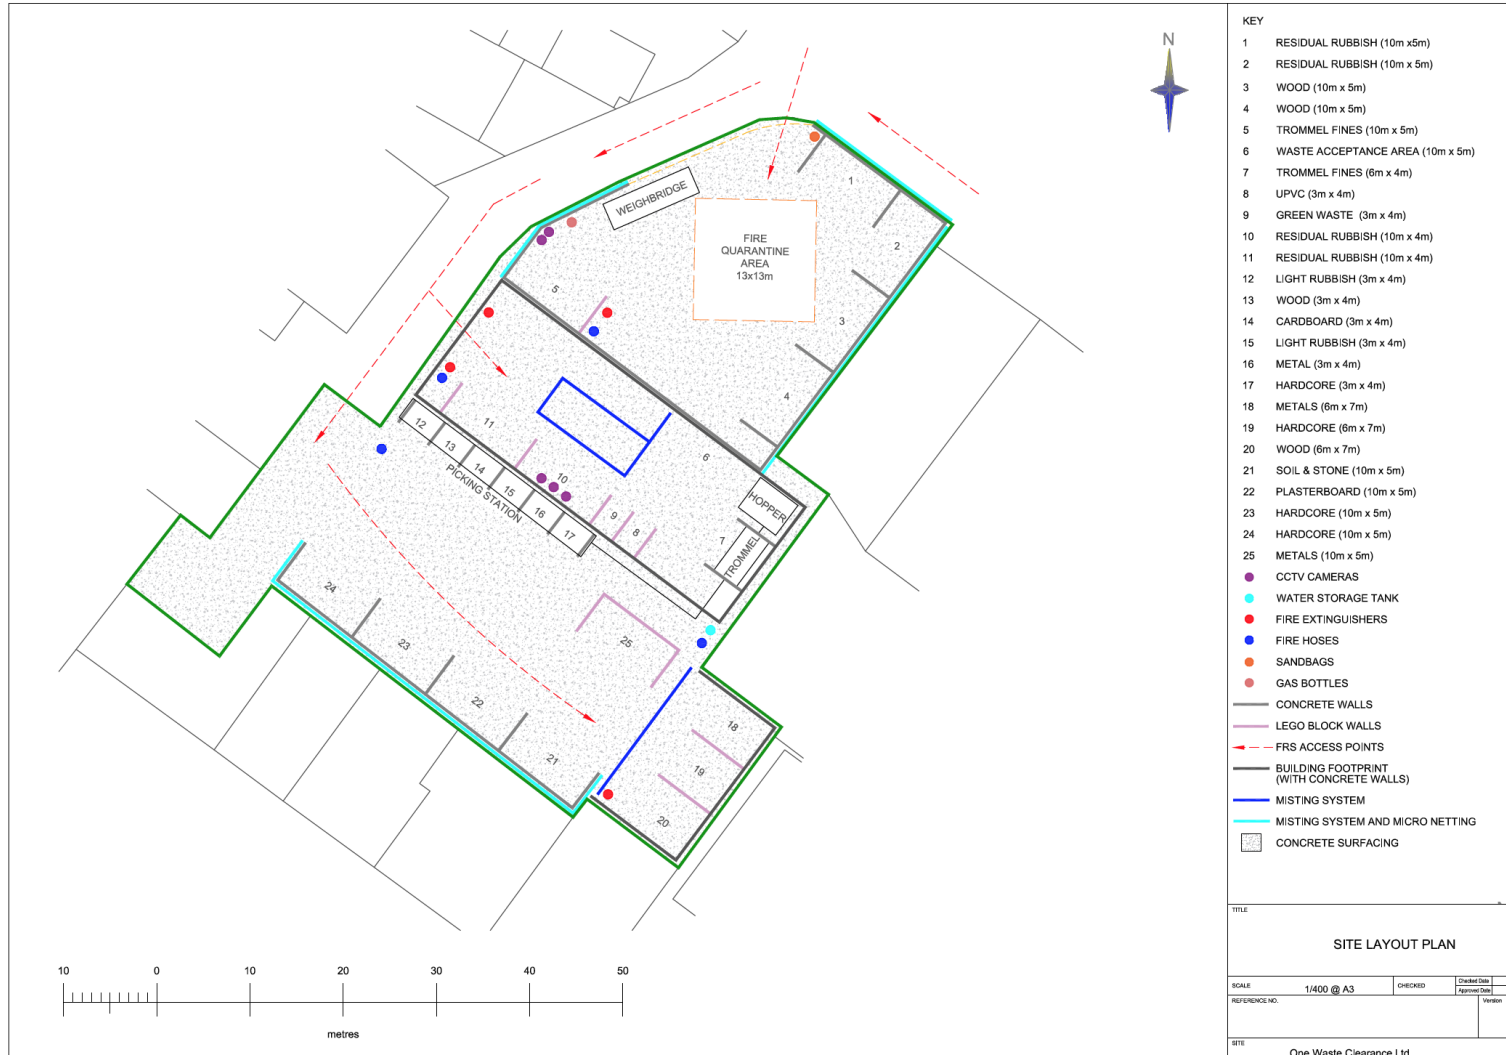 N
WEIGHBRIDGE
FIRE
QUARANTINE
AREA
13x13m
1
2
3
4
5
6
7
8
9
10
11
12
13
14
15
16
17
PICKING STATION
HOPPER
TROMMEL
18
19
20
21
22
23
24
25
10 0 10 20 30 40 50
metres
KEY
1 RESIDUAL RUBBISH (10m x5m)
2 RESIDUAL RUBBISH (10m x 5m)
3 WOOD (10m x 5m)
4 WOOD (10m x 5m)
5 TROMMEL FINES (10m x 5m)
6 WASTE ACCEPTANCE AREA (10m x 5m)
7 TROMMEL FINES (6m x 4m)
8 UPVC (3m x 4m)
9 GREEN WASTE (3m x 4m)
10 RESIDUAL RUBBISH (10m x 4m)
11 RESIDUAL RUBBISH (10m x 4m)
12 LIGHT RUBBISH (3m x 4m)
13 WOOD (3m x 4m)
14 CARDBOARD (3m x 4m)
15 LIGHT RUBBISH (3m x 4m)
16 METAL (3m x 4m)
17 HARDCORE (3m x 4m)
18 METALS (6m x 7m)
19 HARDCORE (6m x 7m)
20 WOOD (6m x 7m)
21 SOIL & STONE (10m x 5m)
22 PLASTERBOARD (10m x 5m)
23 HARDCORE (10m x 5m)
24 HARDCORE (10m x 5m)
25 METALS (10m x 5m)
CCTV CAMERAS
WATER STORAGE TANK
FIRE EXTINGUISHERS
FIRE HOSES
SANDBAGS
GAS BOTTLES
CONCRETE WALLS
LEGO BLOCK WALLS
FRS ACCESS POINTS
BUILDING FOOTPRINT
(WITH CONCRETE WALLS)
MISTING SYSTEM
MISTING SYSTEM AND MICRO NETTING
CONCRETE SURFACING
TITLE
SITE LAYOUT PLAN
SCALE 1/400 @ A3 CHECKED Checked Date
Approved Date
REFERENCE NO. Version
SITE
One Waste Clearance Ltd